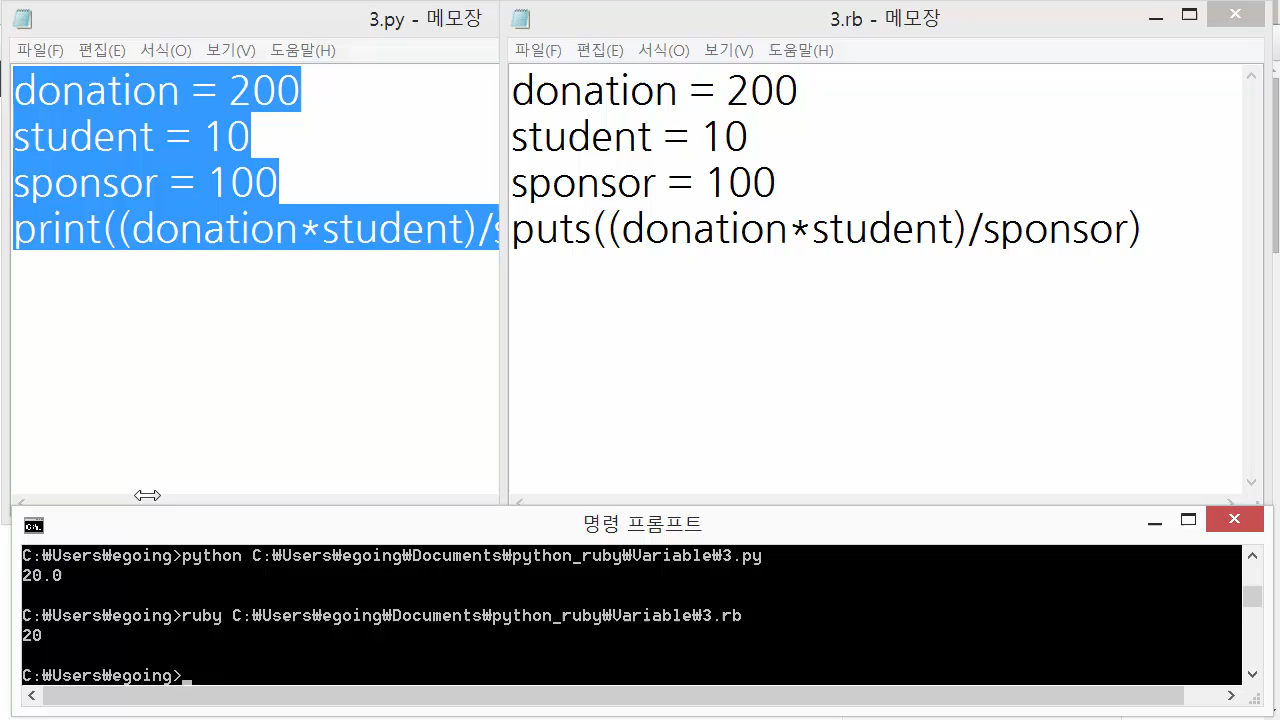 3.py - 메모장
파일(F) 편집(E) 서식(O) 보기(V) 도움말(H)
donation = 200
student = 10
sponsor = 100
print((donation*student)/s
3.rb - 메모장
파일(F) 편집(E) 서식(O) 보기(V) 도움말(H)
donation = 200
student = 10
sponsor = 100
puts((donation*student)/sponsor)
명령 프롬프트
C:₩Users₩egoing>python C:₩Users₩egoing₩Documents₩python_ruby₩Variable₩3.py
20.0
C:₩Users₩egoing>ruby C:₩Users₩egoing₩Documents₩python_ruby₩Variable₩3.rb
20
C:₩Users₩egoing>